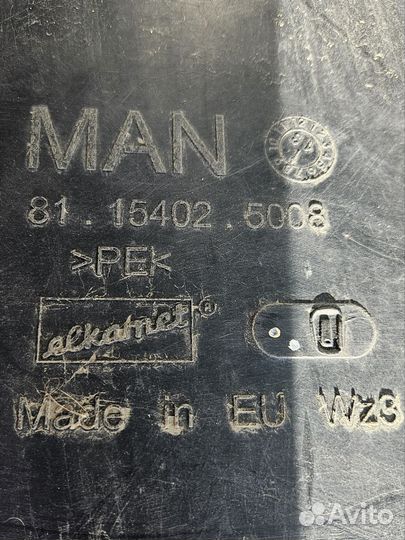 MAN
81 . 15402 . 5008
>PE<
elkamet®
Made in EU Wz3
Avito